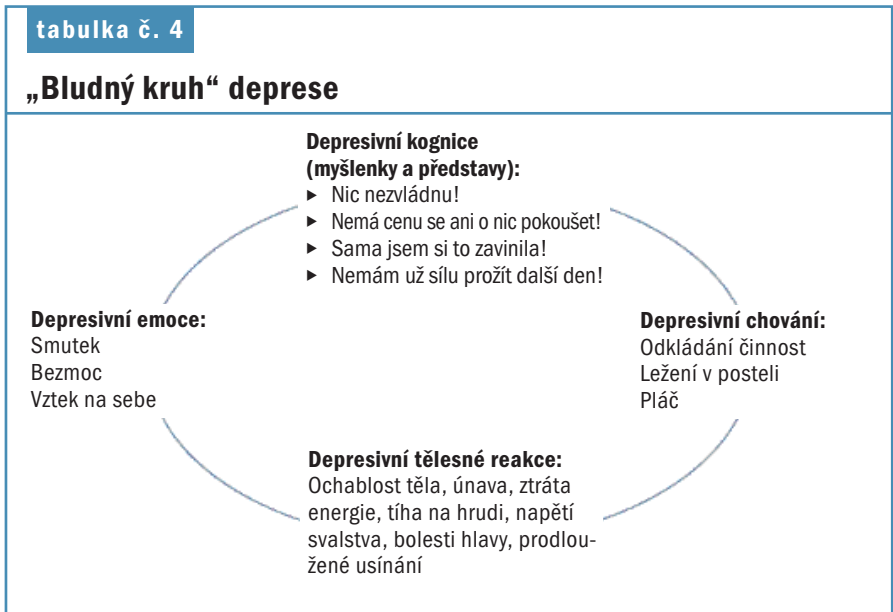 tabulka č. 4
„Bludný kruh“ deprese
Depresivní kognice
(myšlenky a představy):
▸ Nic nezvládnu!
▸ Nemá cenu se ani o nic pokoušet!
▸ Sama jsem si to zavinila!
▸ Nemám už sílu prožít další den!
Depresivní emoce:
Smutek
Bezmoc
Vztek na sebe
Depresivní chování:
Odkládání činnost
Ležení v posteli
Pláč
Depresivní tělesné reakce:
Ochablost těla, únava, ztráta
energie, tíha na hrudi, napětí
svalstva, bolesti hlavy, prodlou-
žené usínání